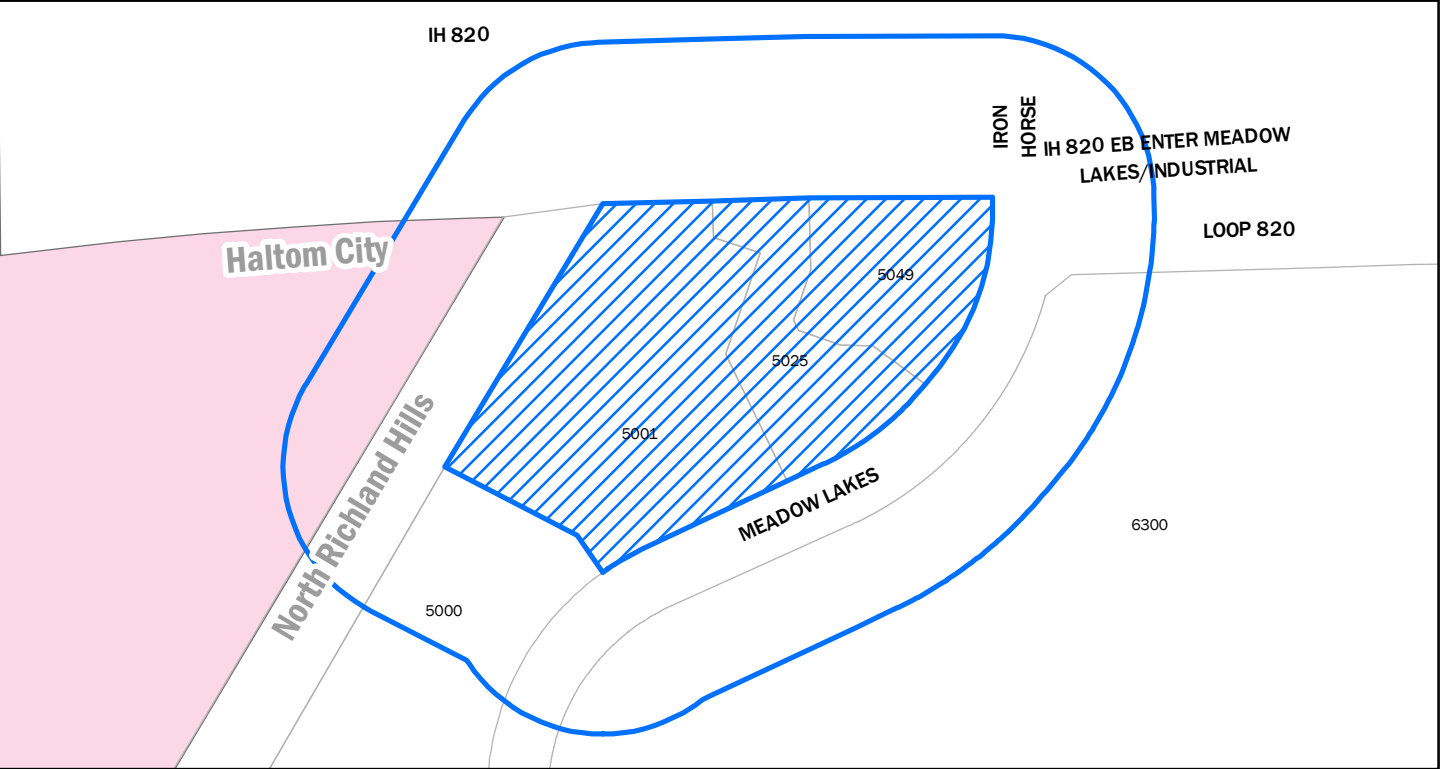 IH 820
IRON
HORSE
IH 820 EB ENTER MEADOW
LAKES/INDUSTRIAL
LOOP 820
Haltom City
5049
5025
5001
North Richland Hills
MEADOW LAKES
6300
5000